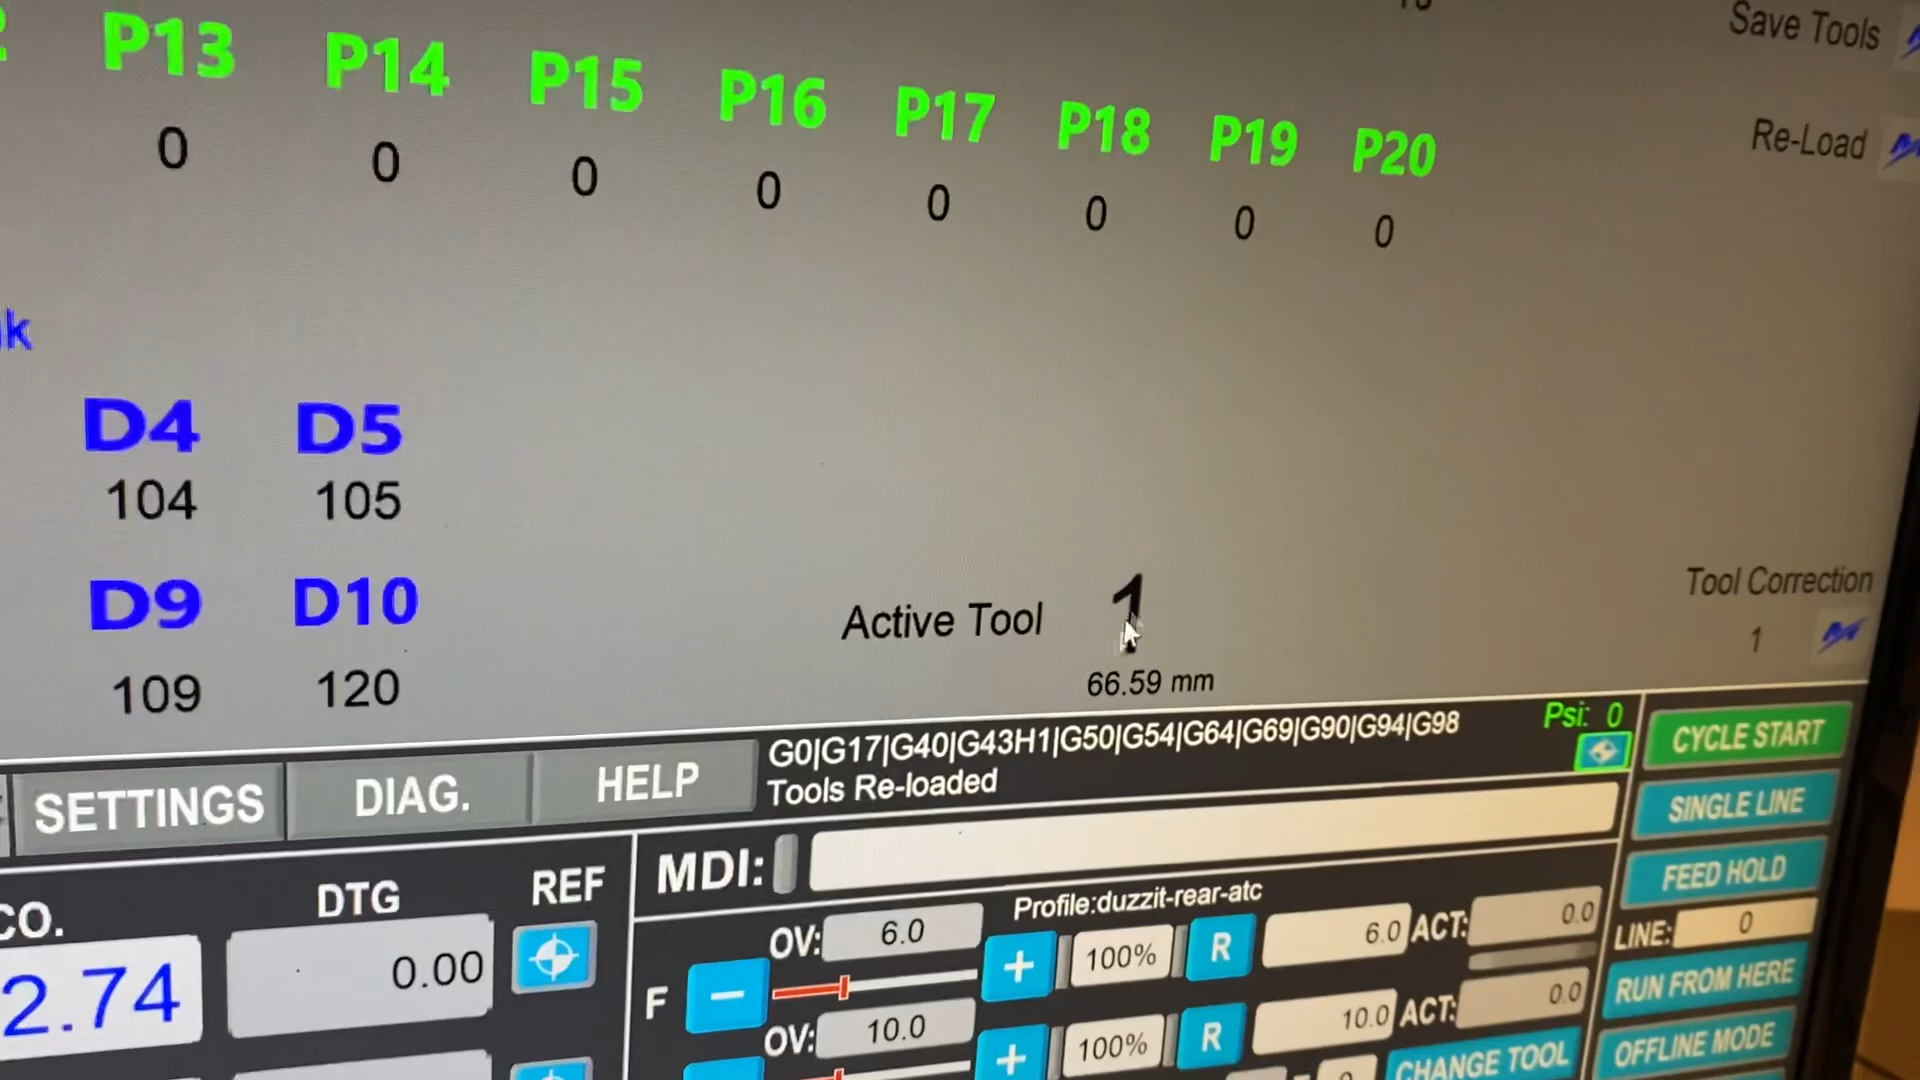 Save Tools
P13 P14 P15 P16 P17 P18 P19 P20
0 0 0 0 0 0 0 0
Re-Load
D4 D5
104 105
D9 D10
109 120
Active Tool 1
66.59 mm
Tool Correction
1
G0|G17|G40|G43H1|G50|G54|G64|G69|G90|G94|G98
Tools Re-loaded
Psi: 0
CYCLE START
SETTINGS DIAG. HELP
SINGLE LINE
MDI:
FEED HOLD
DTG REF
Profile:duzzit-rear-atc
LINE: 0
2.74 0.00
OV: 6.0
F - + 100% R 6.0 ACT: 0.0
RUN FROM HERE
OV: 10.0
+ 100% R 10.0 ACT: 0.0
OFFLINE MODE
CHANGE TOOL